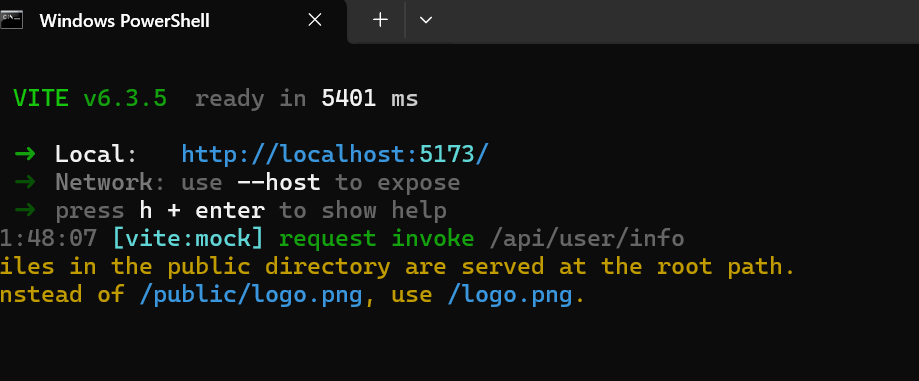 Windows PowerShell
VITE v6.3.5 ready in 5401 ms
➜ Local: http://localhost:5173/
➜ Network: use --host to expose
➜ press h + enter to show help
1:48:07 [vite:mock] request invoke /api/user/info
iles in the public directory are served at the root path.
nstead of /public/logo.png, use /logo.png.